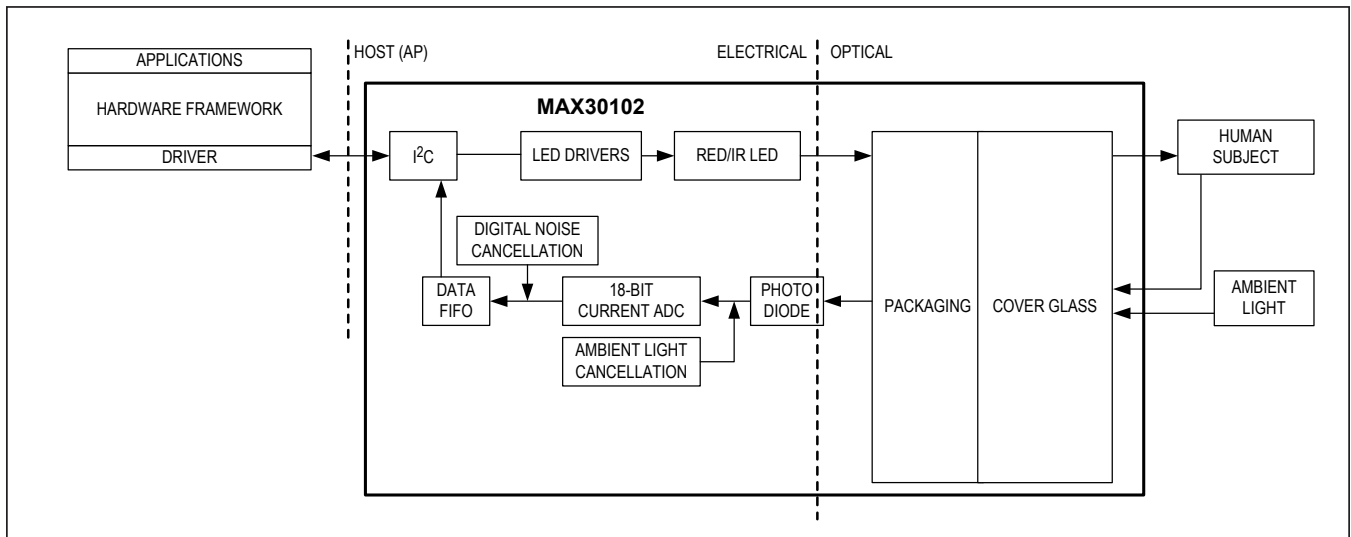 APPLICATIONS
HARDWARE FRAMEWORK
DRIVER
HOST (AP)
ELECTRICAL
OPTICAL
MAX30102
I²C
LED DRIVERS
RED/IR LED
DIGITAL NOISE
CANCELLATION
DATA
FIFO
18-BIT
CURRENT ADC
AMBIENT LIGHT
CANCELLATION
PHOTO
DIODE
PACKAGING
COVER GLASS
HUMAN
SUBJECT
AMBIENT
LIGHT